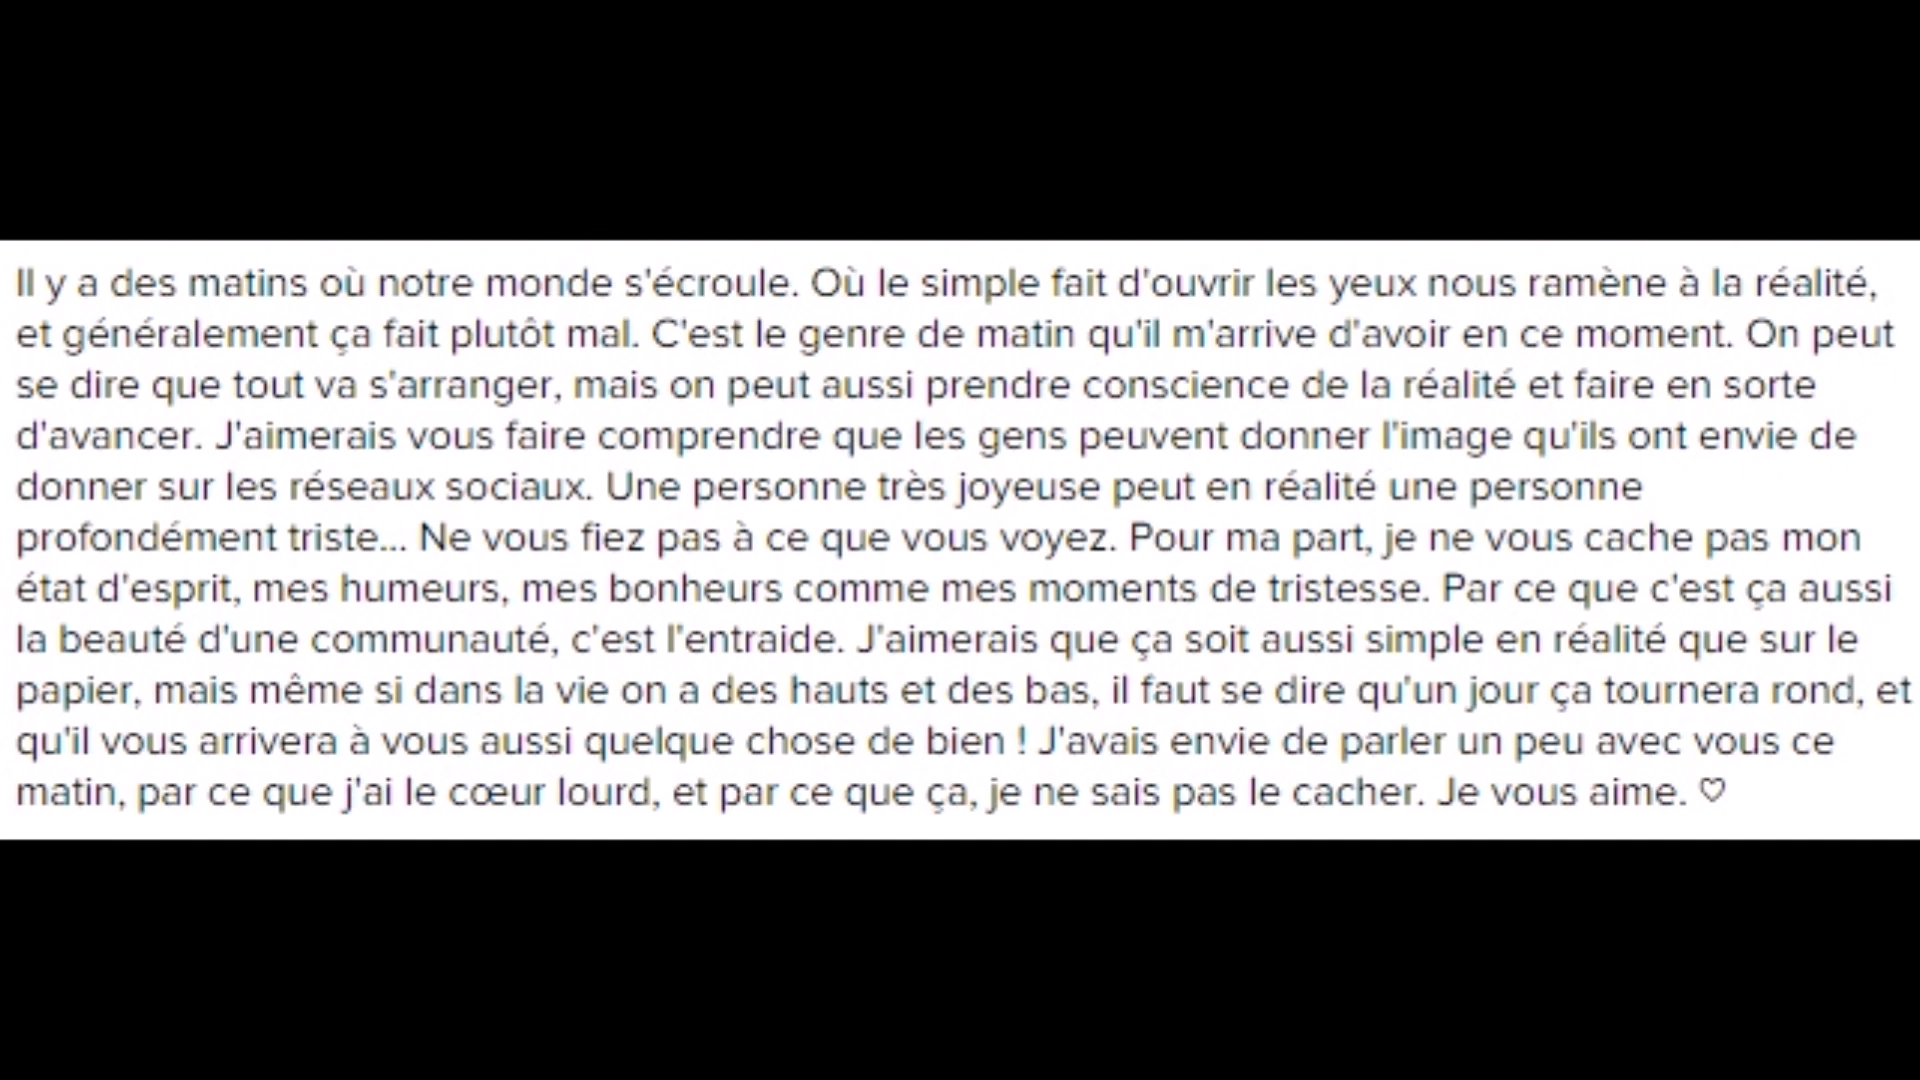 Il y a des matins où notre monde s'écroule. Où le simple fait d'ouvrir les yeux nous ramène à la réalité,
et généralement ça fait plutôt mal. C'est le genre de matin qu'il m'arrive d'avoir en ce moment. On peut
se dire que tout va s'arranger, mais on peut aussi prendre conscience de la réalité et faire en sorte
d'avancer. J'aimerais vous faire comprendre que les gens peuvent donner l'image qu'ils ont envie de
donner sur les réseaux sociaux. Une personne très joyeuse peut en réalité une personne
profondément triste... Ne vous fiez pas à ce que vous voyez. Pour ma part, je ne vous cache pas mon
état d'esprit, mes humeurs, mes bonheurs comme mes moments de tristesse. Par ce que c'est ça aussi
la beauté d'une communauté, c'est l'entraide. J'aimerais que ça soit aussi simple en réalité que sur le
papier, mais même si dans la vie on a des hauts et des bas, il faut se dire qu'un jour ça tournera rond, et
qu'il vous arrivera à vous aussi quelque chose de bien ! J'avais envie de parler un peu avec vous ce
matin, par ce que j'ai le cœur lourd, et par ce que ça, je ne sais pas le cacher. Je vous aime. ♡